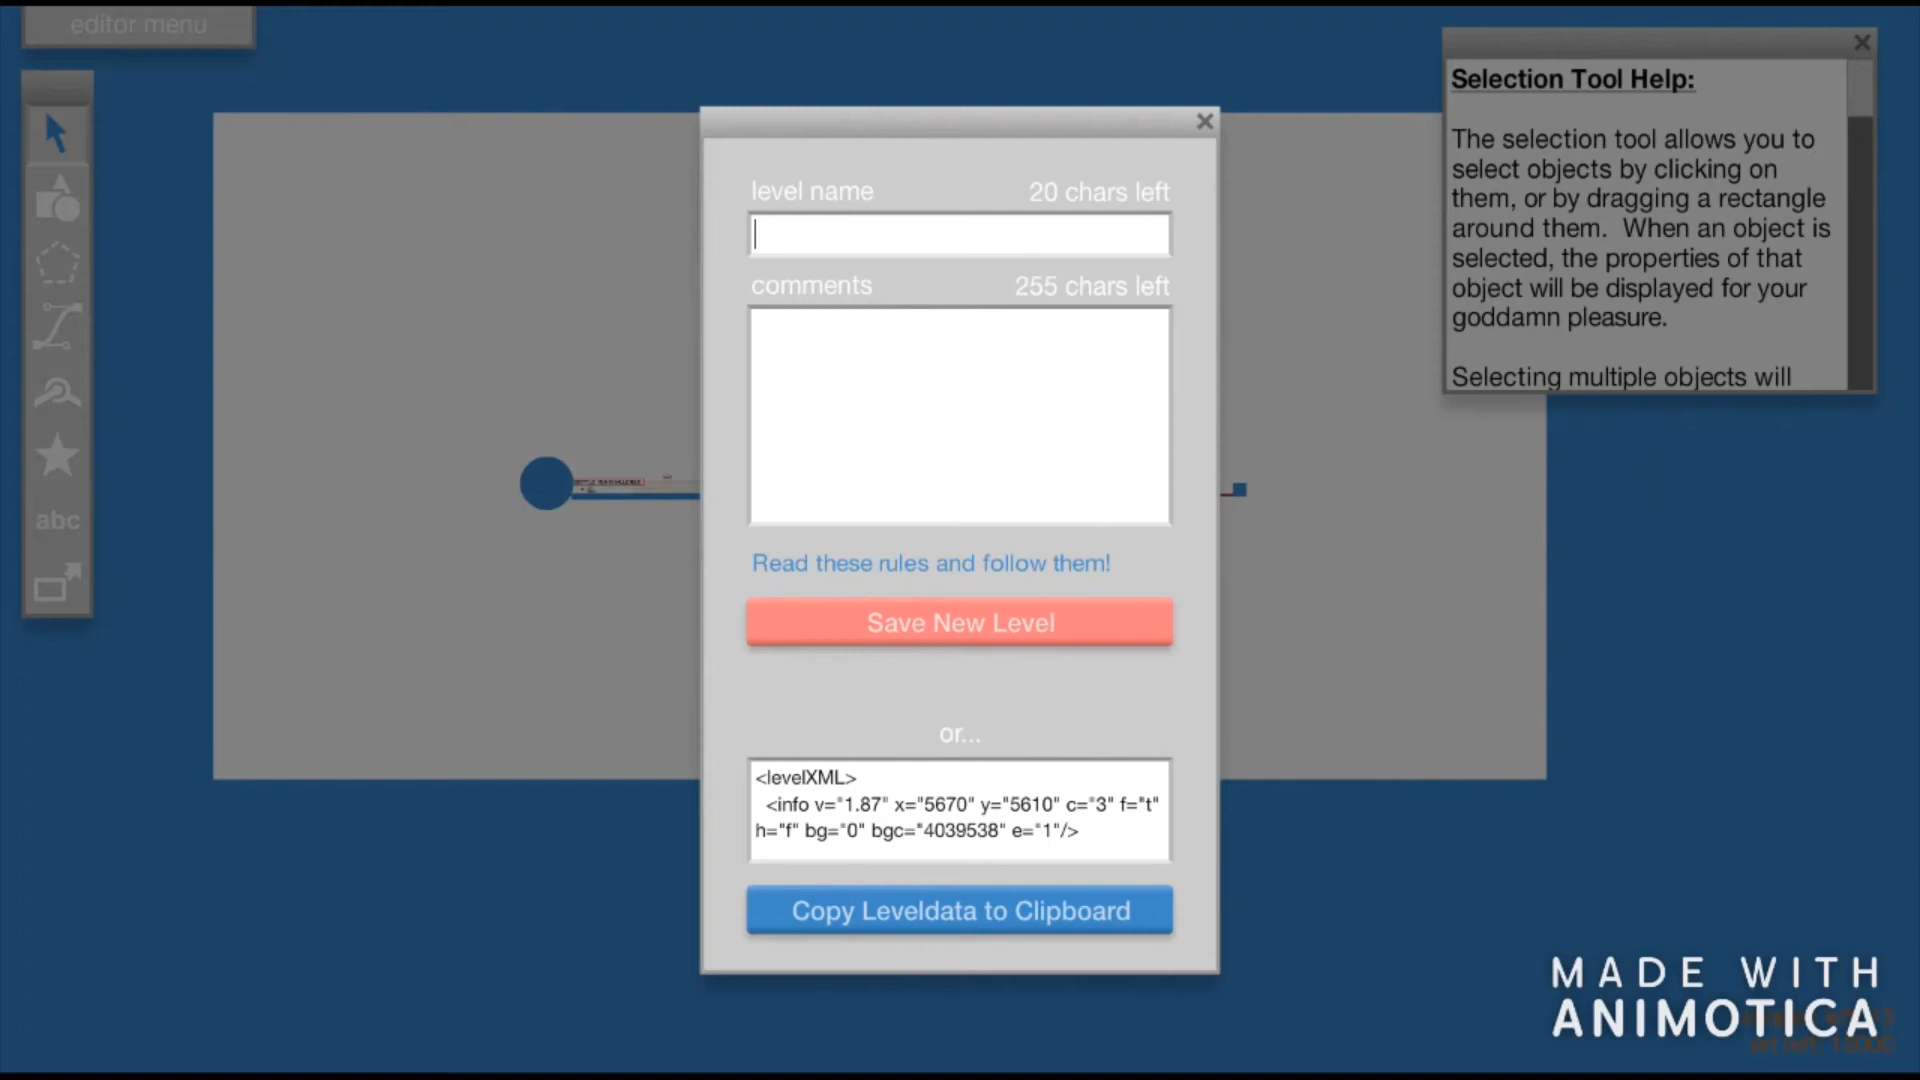 editor menu
Selection Tool Help:
The selection tool allows you to
select objects by clicking on
them, or by dragging a rectangle
around them.  When an object is
selected, the properties of that
object will be displayed for your
goddamn pleasure.
Selecting multiple objects will
abc
level name
20 chars left
comments
255 chars left
Read these rules and follow them!
Save New Level
or...
<levelXML>
<info v="1.87" x="5670" y="5610" c="3" f="t"
h="f" bg="0" bgc="4039538" e="1"/>
Copy Leveldata to Clipboard
MADE WITH
ANIMOTICA